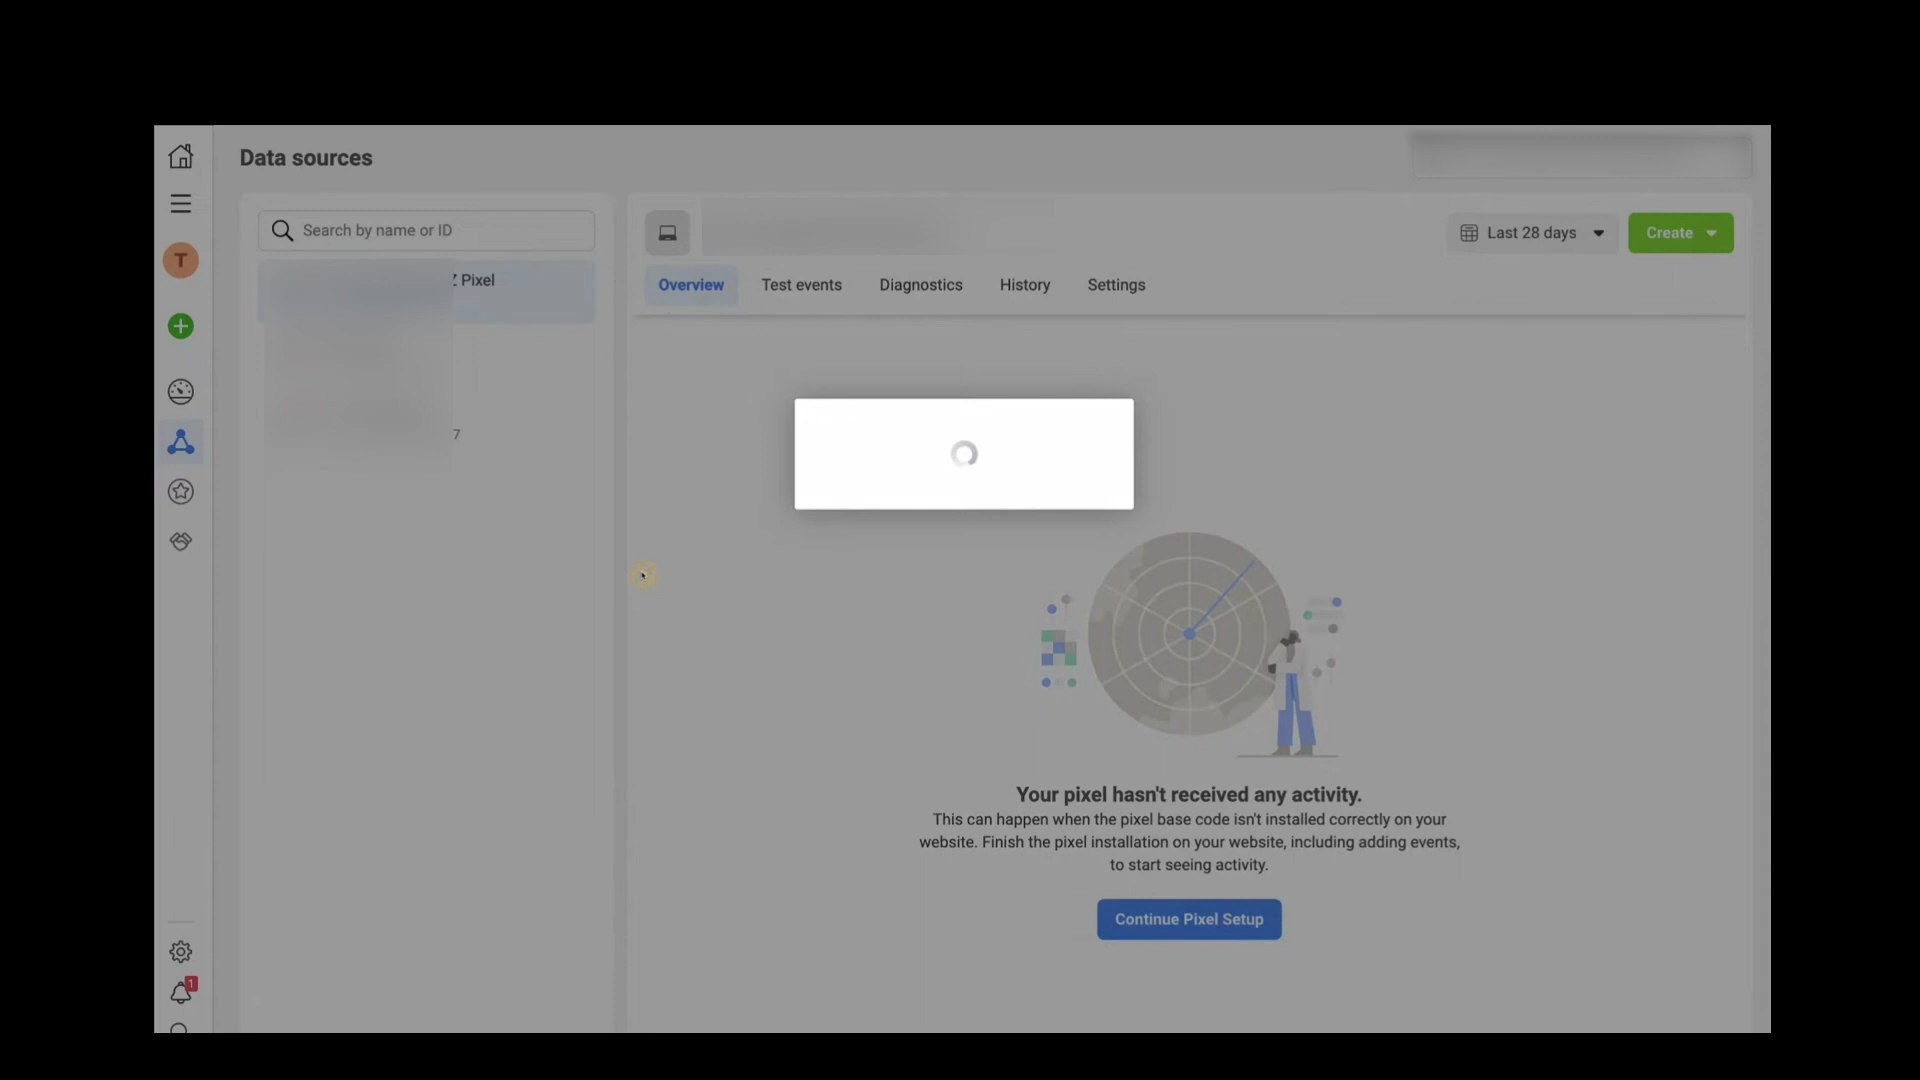 Data sources
Search by name or ID
Z Pixel
7
T
Last 28 days
Create
Overview
Test events
Diagnostics
History
Settings
Your pixel hasn't received any activity.
This can happen when the pixel base code isn't installed correctly on your
website. Finish the pixel installation on your website, including adding events,
to start seeing activity.
Continue Pixel Setup
1